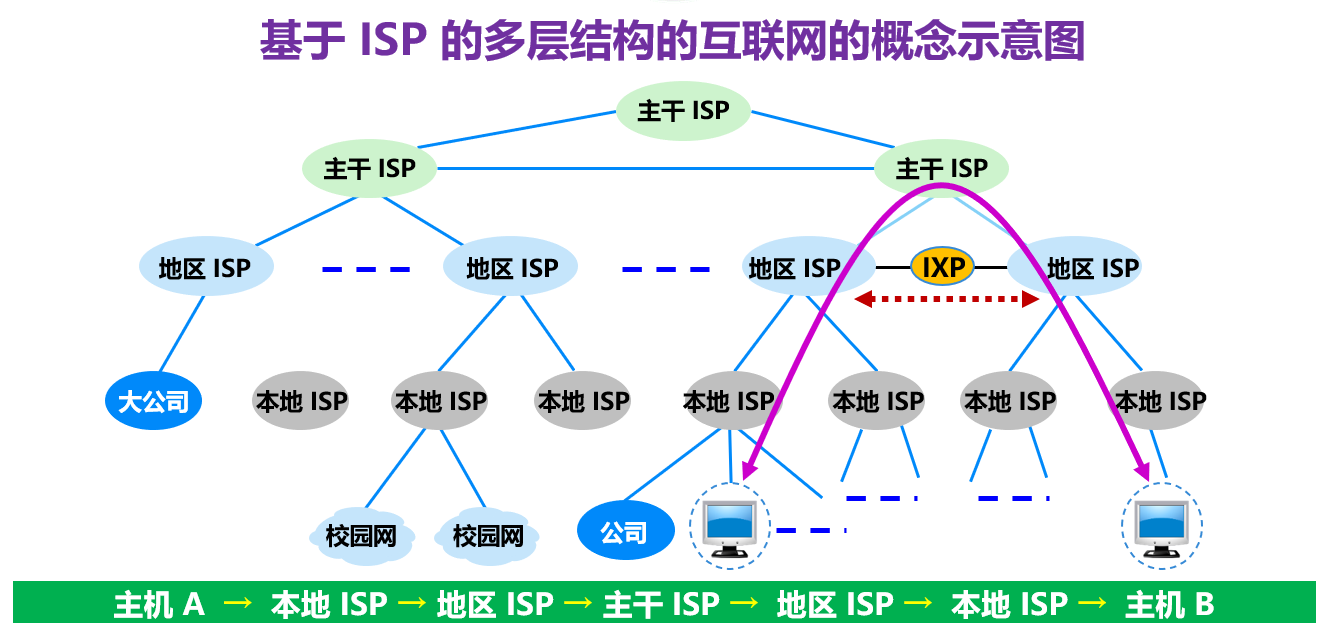 基于 ISP 的多层结构的互联网的概念示意图
主干 ISP
主干 ISP
主干 ISP
地区 ISP
地区 ISP
地区 ISP
IXP
地区 ISP
大公司
本地 ISP
本地 ISP
本地 ISP
本地 ISP
本地 ISP
本地 ISP
本地 ISP
校园网
校园网
公司
主机 A → 本地 ISP → 地区 ISP → 主干 ISP → 地区 ISP → 本地 ISP → 主机 B